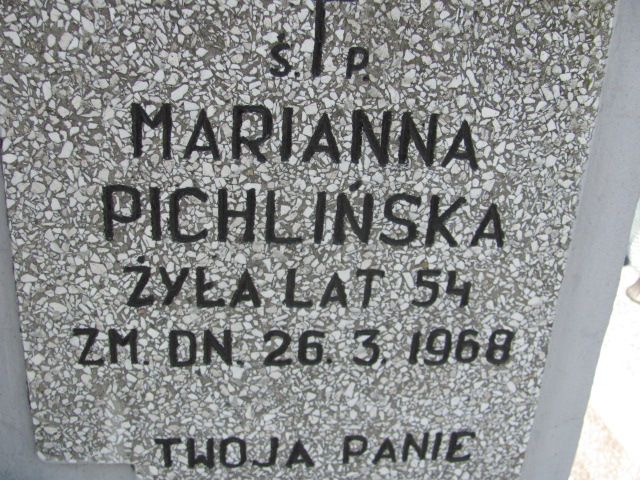 Ś. P.
MARIANNA
PICHLIŃSKA
ŻYŁA LAT 54
ZM. DN. 26. 3. 1968
TWOJA PANIE